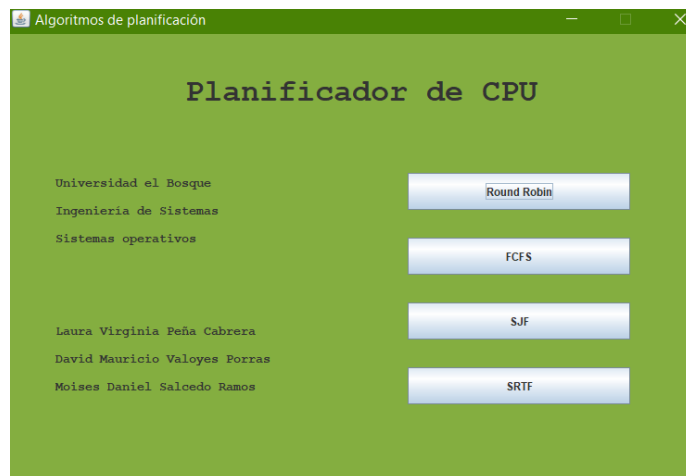 Algoritmos de planificación
Planificador de CPU
Universidad el Bosque
Ingenieria de Sistemas
Sistemas operativos
Laura Virginia Peña Cabrera
David Mauricio Valoyes Porras
Moises Daniel Salcedo Ramos
Round Robin
FCFS
SJF
SRTF